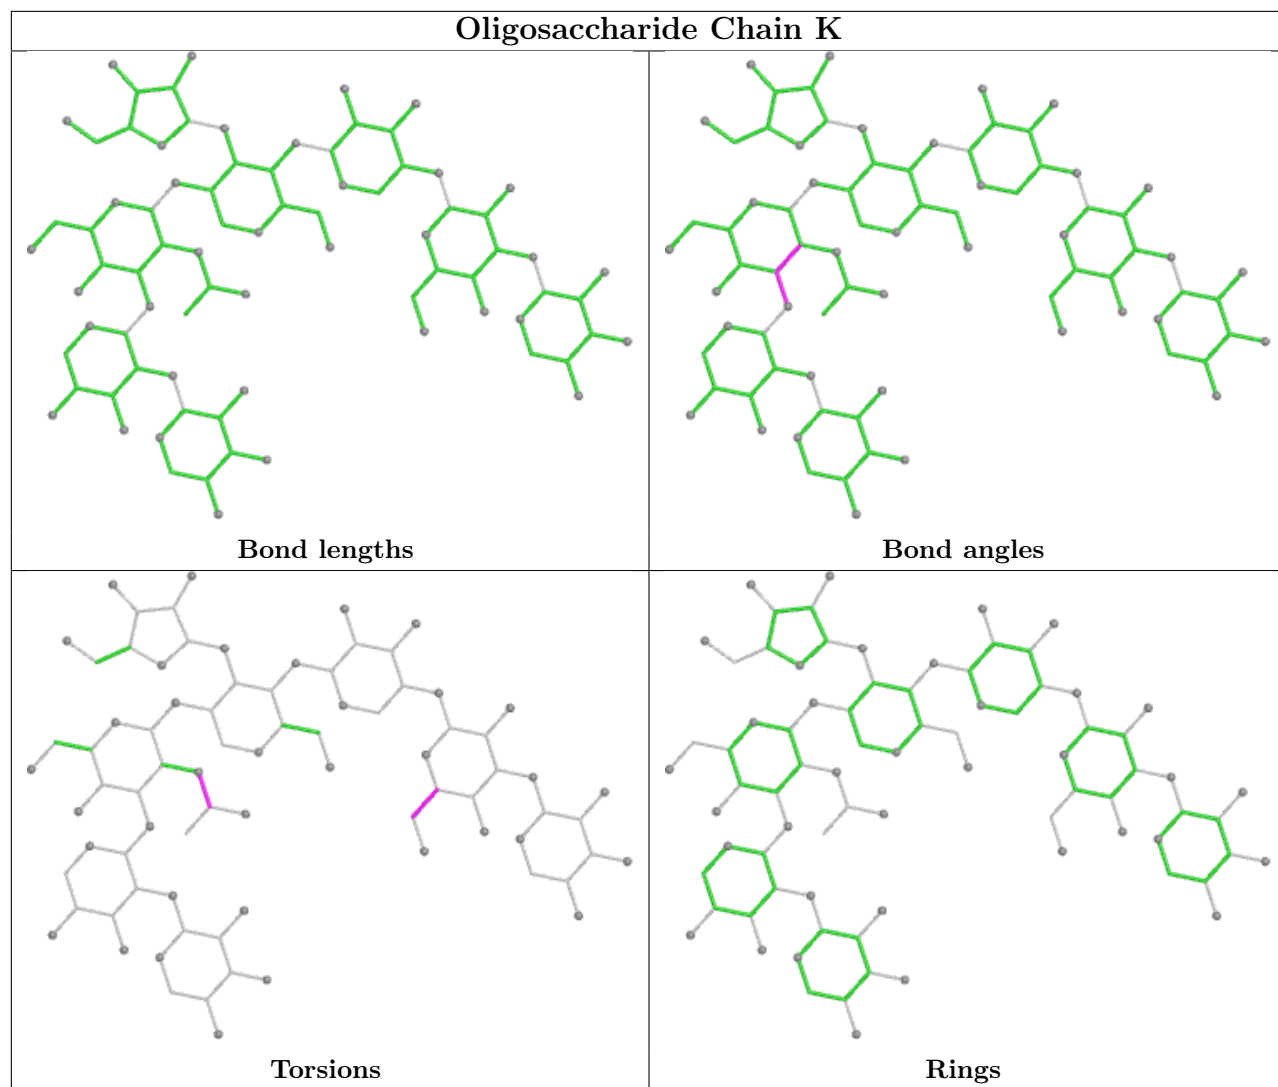 Oligosaccharide Chain K
Bond lengths
Bond angles
Torsions
Rings